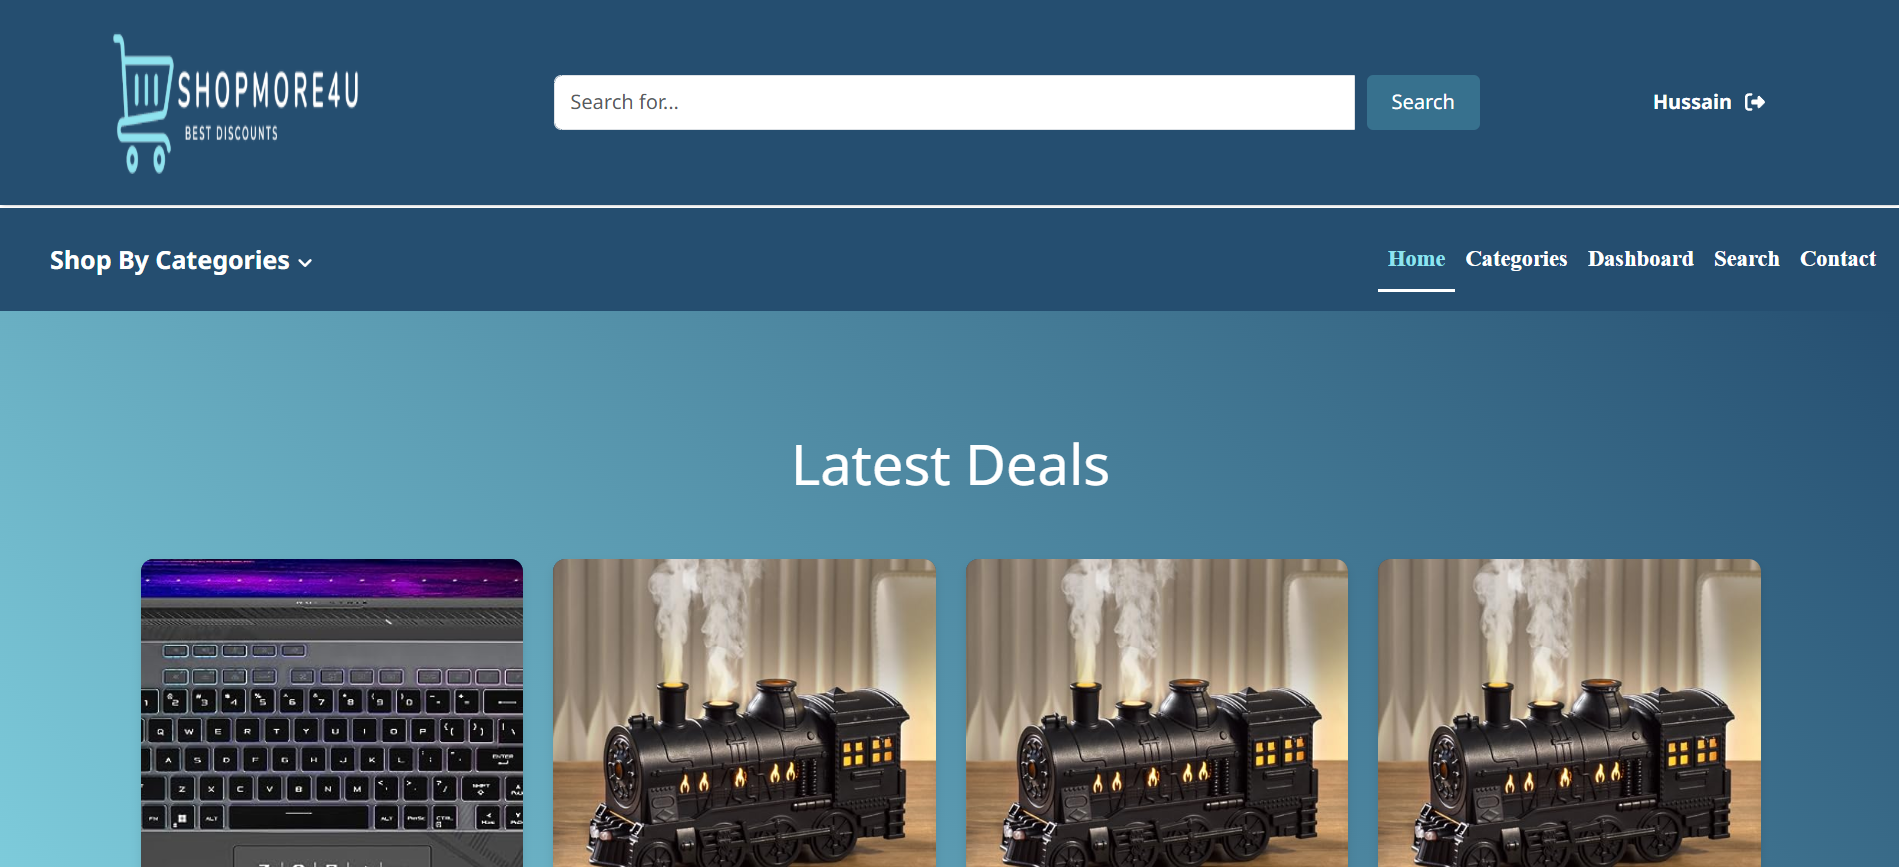 SHOPMORE4U
BEST DISCOUNTS
Search for...
Search
Hussain
Shop By Categories
Home Categories Dashboard Search Contact
Latest Deals
Q W E R T Y U I O P
A S D F G H J K L
Z X C V B N M